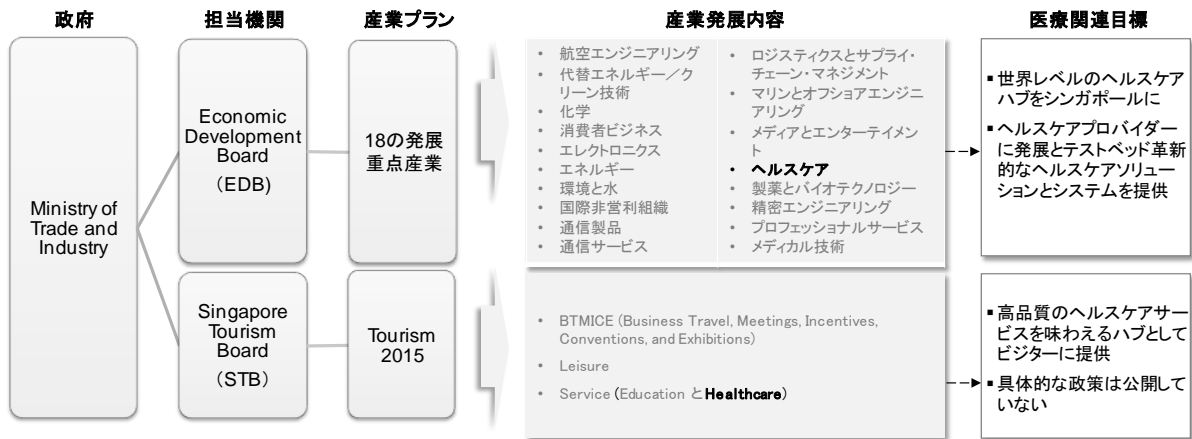 政府
担当機関
産業プラン
産業発展内容
医療関連目標
Ministry of
Trade and
Industry
Economic
Development
Board
(EDB)
18の発展
重点産業
• 航空エンジニアリング
• 代替エネルギー／ク
リーン技術
• 化学
• 消費者ビジネス
• エレクトロニクス
• エネルギー
• 環境と水
• 国際非営利組織
• 通信製品
• 通信サービス
• ロジスティクスとサプライ・
チェーン・マネジメント
• マリンとオフショアエンジニ
アリング
• メディアとエンターテイメン
ト
• ヘルスケア
• 製薬とバイオテクノロジー
• 精密エンジニアリング
• プロフェッショナルサービス
• メディカル技術
▪ 世界レベルのヘルスケア
ハブをシンガポールに
▪ ヘルスケアプロバイダー
に発展とテストベッド革新
的なヘルスケアソリュー
ションとシステムを提供
Singapore
Tourism
Board
(STB)
Tourism
2015
• BTMICE (Business Travel, Meetings, Incentives,
Conventions, and Exhibitions)
• Leisure
• Service (Education とHealthcare)
▪ 高品質のヘルスケアサー
ビスを味わえるハブとして
ビジターに提供
▪ 具体的な政策は公開して
いない